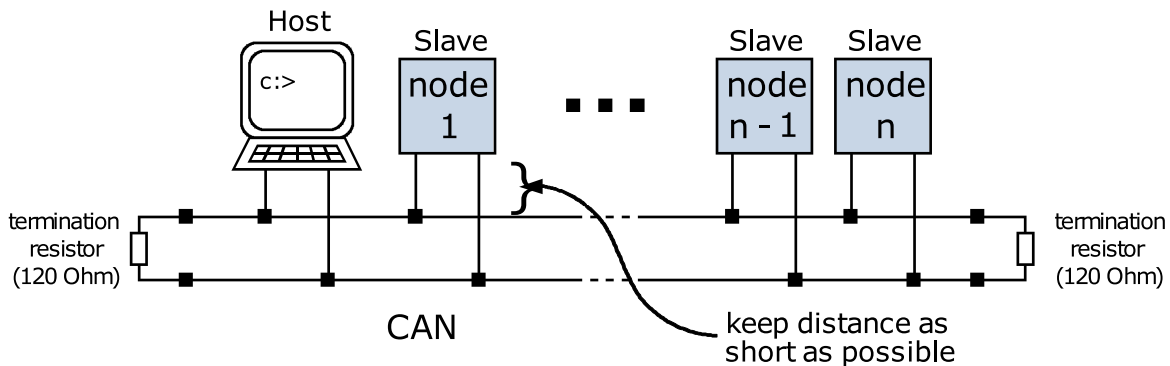 Host
c:>
Slave
node
1
Slave
node
n - 1
Slave
node
n
termination
resistor
(120 Ohm)
termination
resistor
(120 Ohm)
CAN
keep distance as
short as possible